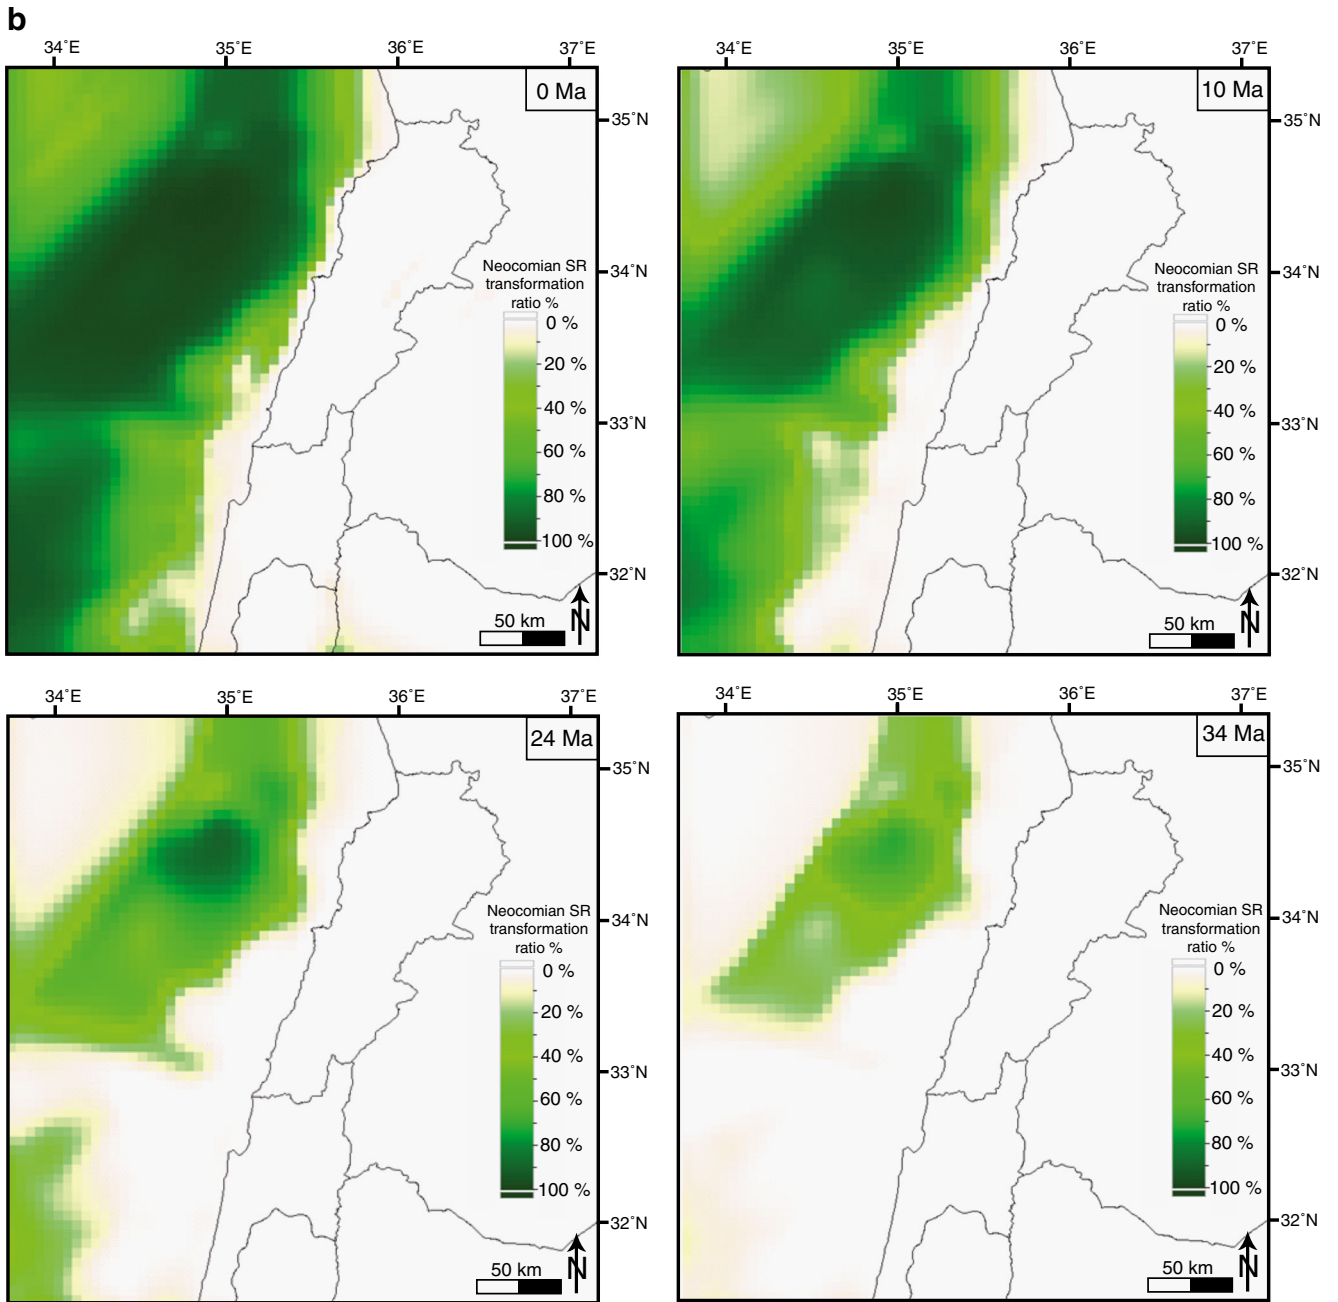 b
34°E 35°E 36°E 37°E
0 Ma
35°N
34°N
33°N
32°N
Neocomian SR
transformation
ratio %
0 %
20 %
40 %
60 %
80 %
100 %
50 km
N
34°E 35°E 36°E 37°E
10 Ma
35°N
34°N
33°N
32°N
Neocomian SR
transformation
ratio %
0 %
20 %
40 %
60 %
80 %
100 %
50 km
N
34°E 35°E 36°E 37°E
24 Ma
35°N
34°N
33°N
32°N
Neocomian SR
transformation
ratio %
0 %
20 %
40 %
60 %
80 %
100 %
50 km
N
34°E 35°E 36°E 37°E
34 Ma
35°N
34°N
33°N
32°N
Neocomian SR
transformation
ratio %
0 %
20 %
40 %
60 %
80 %
100 %
50 km
N